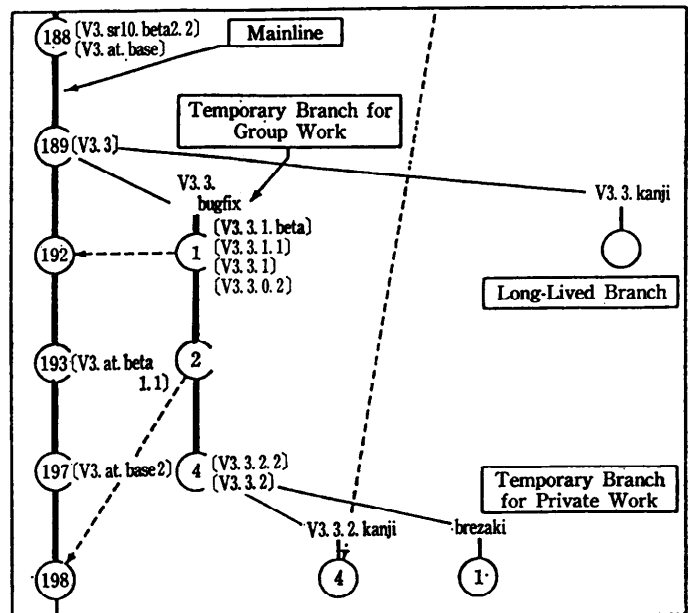 188 [V3. sr10. beta2. 2]
[V3. at. base]
Mainline
Temporary Branch for
Group Work
189 [V3. 3]
V3. 3.
bugfix
V3. 3. kanji
192
1 [V3. 3. 1. beta]
[V3. 3. 1. 1]
[V3. 3. 1]
[V3. 3. 0. 2]
Long-Lived Branch
193 [V3. at. beta
1. 1]
2
197 [V3. at. base2]
4 [V3. 3. 2. 2]
[V3. 3. 2]
Temporary Branch
for Private Work
V3. 3. 2. kanji
brezaki
198
4
1